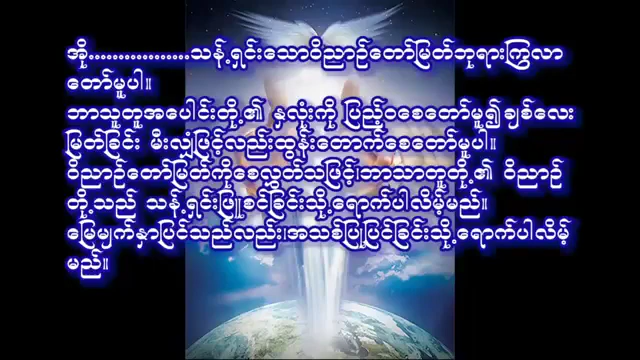 အို.................သန့်ရှင်းသောဝိညာဉ်တော်မြတ်ဘုရားကြွလာ
တော်မူပါ။
ဘာသူတူအပေါင်းတို့၏ နှလုံးကို ပြည့်ဝစေတော်မူ၍ချစ်လေး
မြတ်ခြင်း မီးလျှံဖြင့်လည်းထွန်းတောက်စေတော်မူပါ။
ဝိညာဉ်တော်မြတ်ကိုစေလွှတ်သဖြင့်၊ဘာသာတူတို့၏ ဝိညာဉ်
တို့သည် သန့်ရှင်းဖြူစင်ခြင်းသို့ရောက်ပါလိမ့်မည်။
မြေမျက်နှာပြင်သည်လည်း၊အသစ်ပြုပြင်ခြင်းသို့ရောက်ပါလိမ့်
မည်။